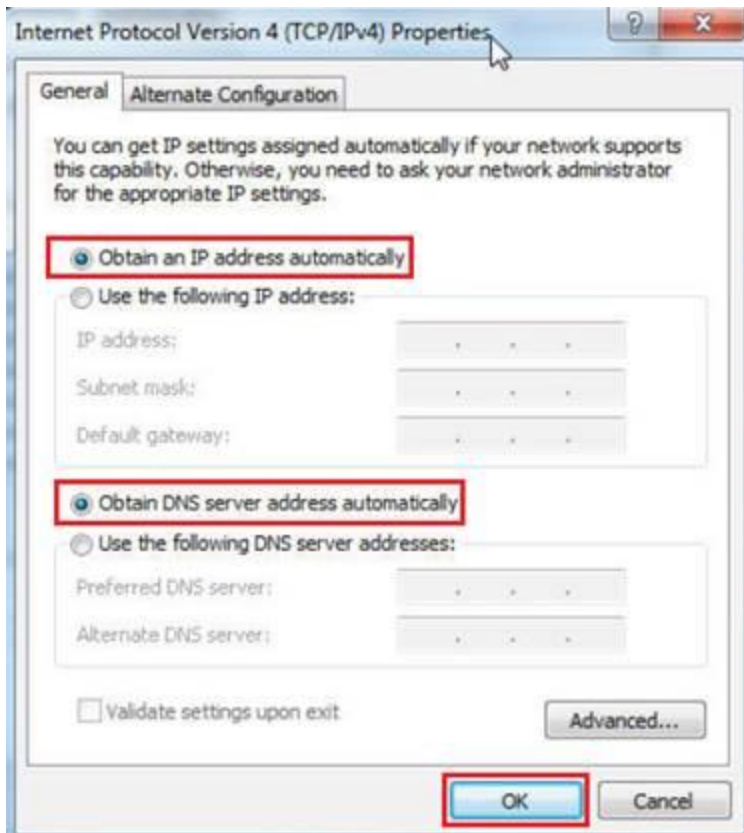 Internet Protocol Version 4 (TCP/IPv4) Properties
General
Alternate Configuration
You can get IP settings assigned automatically if your network supports
this capability. Otherwise, you need to ask your network administrator
for the appropriate IP settings.
Obtain an IP address automatically
Use the following IP address:
IP address:
Subnet mask:
Default gateway:
Obtain DNS server address automatically
Use the following DNS server addresses:
Preferred DNS server:
Alternate DNS server:
Validate settings upon exit
Advanced...
OK
Cancel